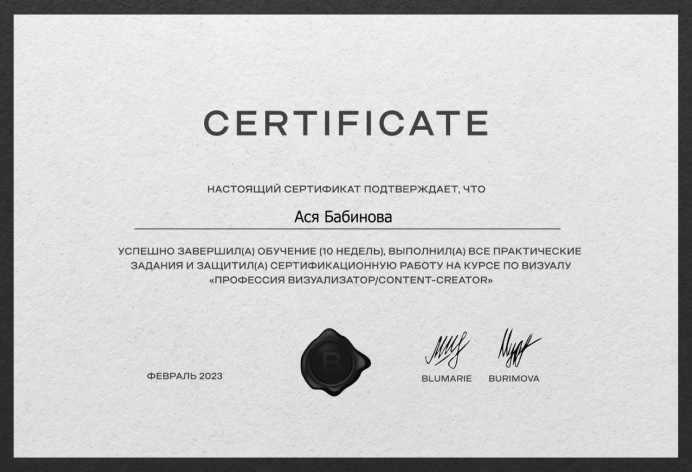 CERTIFICATE
НАСТОЯЩИЙ СЕРТИФИКАТ ПОДТВЕРЖДАЕТ, ЧТО
Ася Бабинова
УСПЕШНО ЗАВЕРШИЛ(А) ОБУЧЕНИЕ (10 НЕДЕЛЬ), ВЫПОЛНИЛ(А) ВСЕ ПРАКТИЧЕСКИЕ
ЗАДАНИЯ И ЗАЩИТИЛ(А) СЕРТИФИКАЦИОННУЮ РАБОТУ НА КУРСЕ ПО ВИЗУАЛУ
«ПРОФЕССИЯ ВИЗУАЛИЗАТОР/CONTENT-CREATOR»
B
ФЕВРАЛЬ 2023
BLUMARIE BURIMOVA